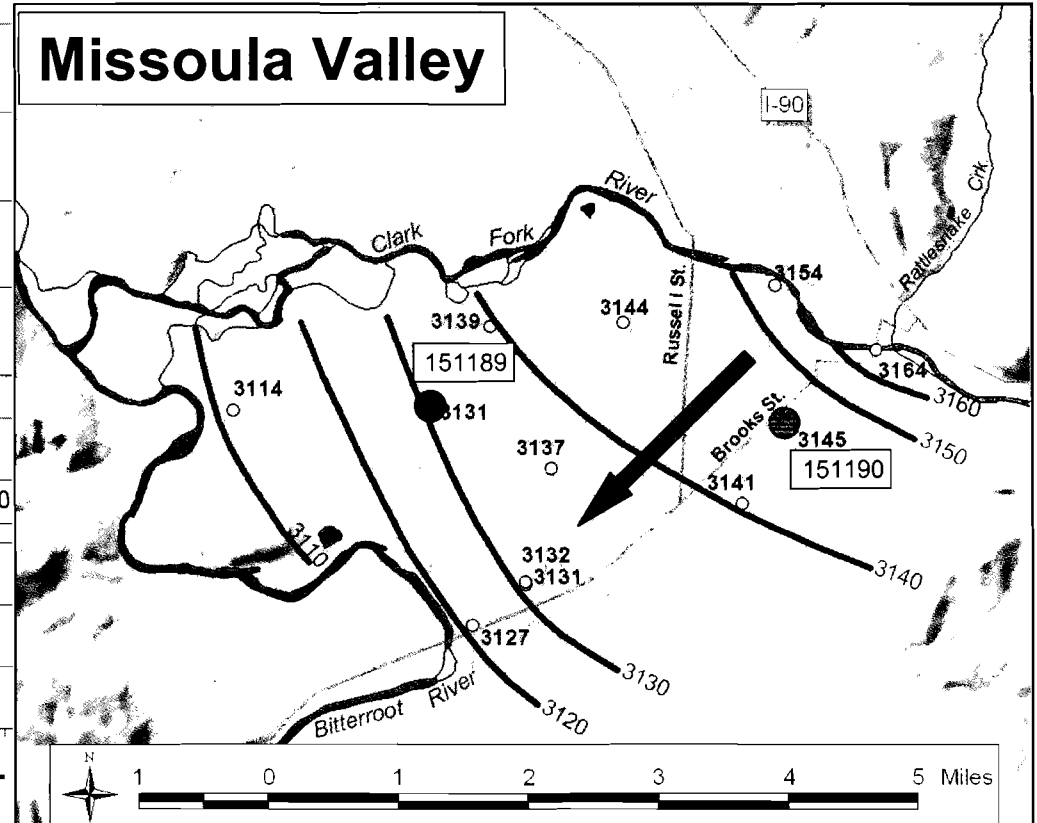 Missoula Valley
I-90
River
Clark
Fork
Rattlesnake Crk
3154
Russell St.
3139
3144
151189
3164
3160
3114
3131
Brooks St.
3145
3150
3137
151190
3141
3110
3132
3131
3140
3127
3130
Bitterroot River
3120
N
1 0 1 2 3 4 5 Miles